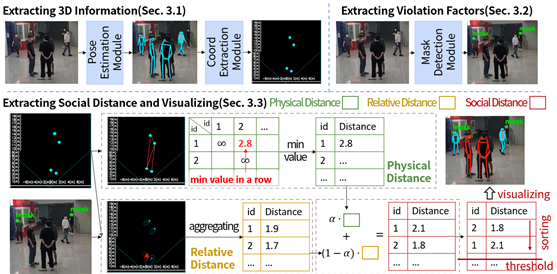 Extracting 3D Information(Sec. 3.1)
Extracting Violation Factors(Sec. 3.2)
Pose Estimation Module
Coord Extraction Module
Mask Detection Module
Extracting Social Distance and Visualizing(Sec. 3.3)
Physical Distance
Relative Distance
Social Distance
id
id 1 2 ...
1 ∞ 2.8
2 ∞
min value in a row
min value
id Distance
1 2.8
2 ...
... ...
Physical Distance
visualizing
aggregating
Relative Distance
id Distance
1 1.9
2 1.7
... ...
α ·
+
(1-α) ·
=
id Distance
1 2.1
2 1.8
... ...
id Distance
2 1.8
1 2.1
... ...
sorting
threshold